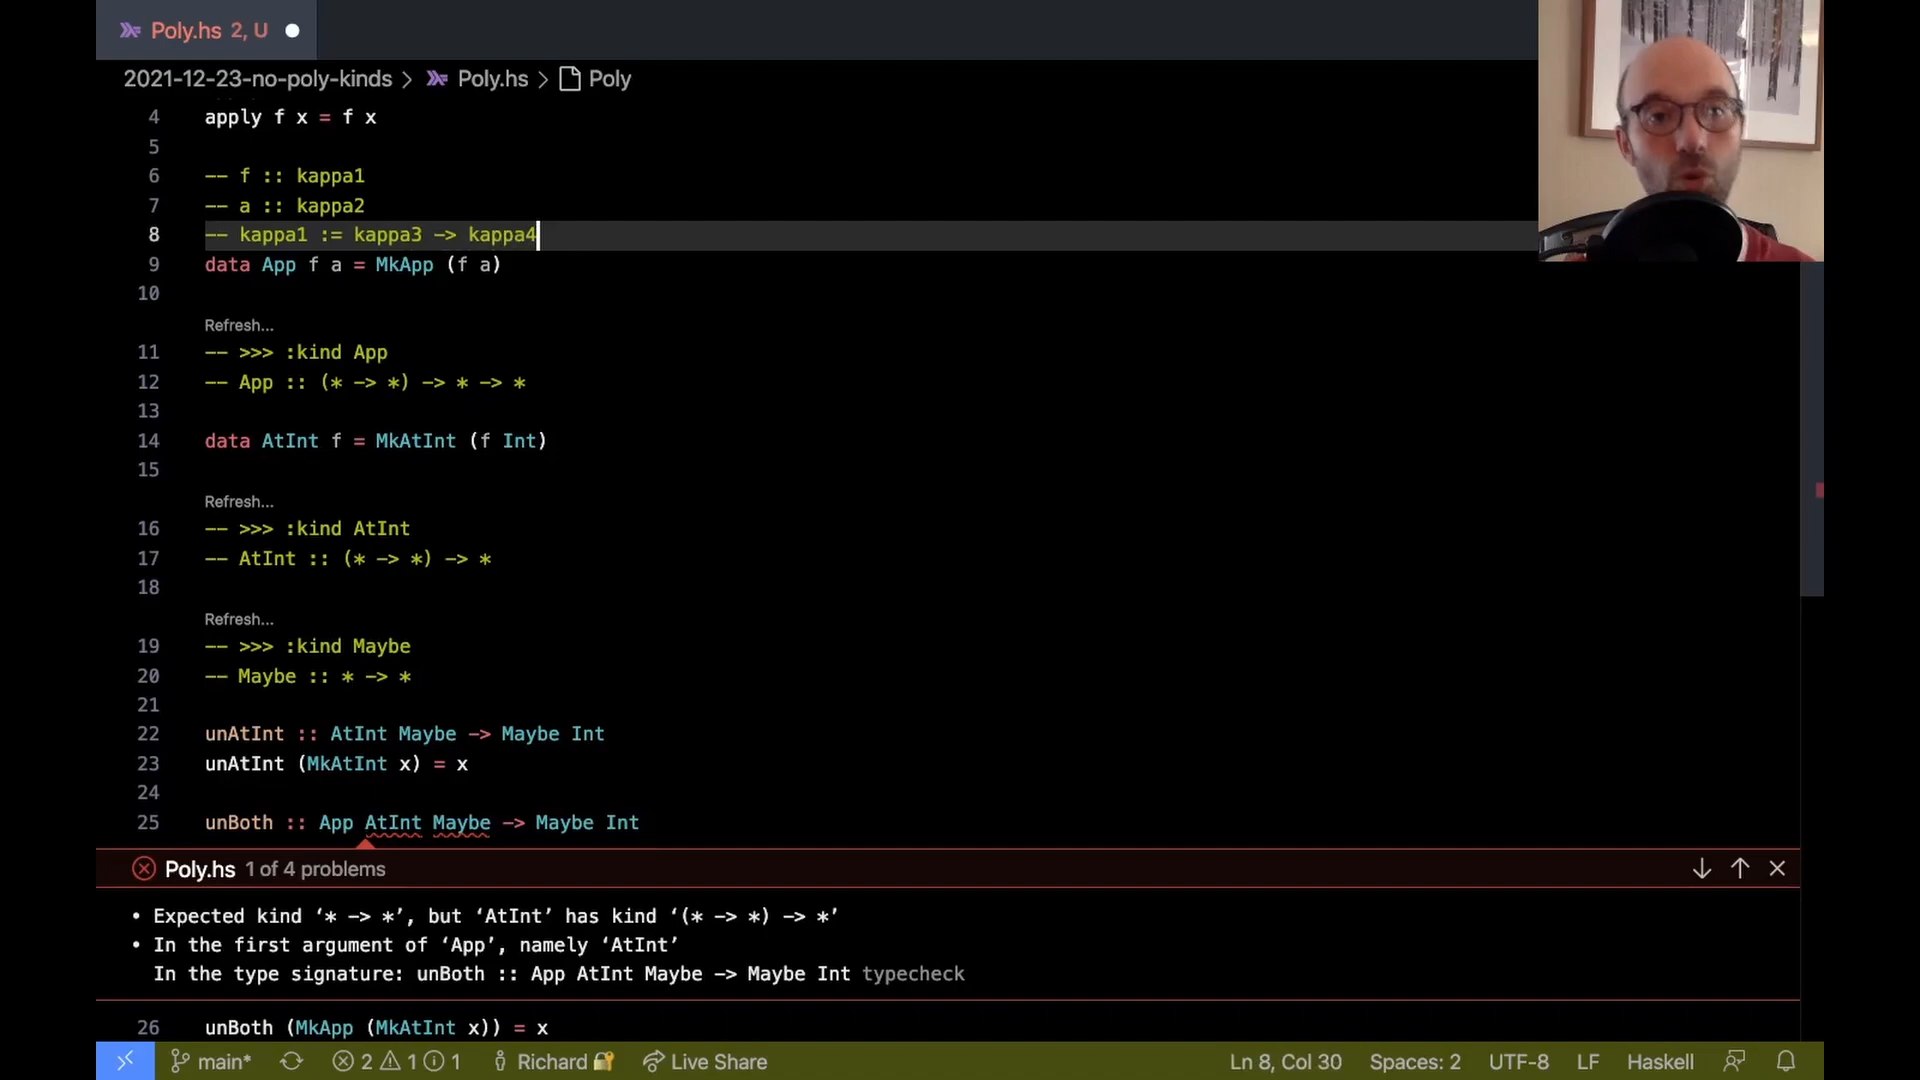 Poly.hs 2, U
2021-12-23-no-poly-kinds > Poly.hs > Poly
4 apply f x = f x
5
6 -- f :: kappa1
7 -- a :: kappa2
8 -- kappa1 := kappa3 -> kappa4
9 data App f a = MkApp (f a)
10
Refresh...
11 -- >>> :kind App
12 -- App :: (* -> *) -> * -> *
13
14 data AtInt f = MkAtInt (f Int)
15
Refresh...
16 -- >>> :kind AtInt
17 -- AtInt :: (* -> *) -> *
18
Refresh...
19 -- >>> :kind Maybe
20 -- Maybe :: * -> *
21
22 unAtInt :: AtInt Maybe -> Maybe Int
23 unAtInt (MkAtInt x) = x
24
25 unBoth :: App AtInt Maybe -> Maybe Int
Poly.hs 1 of 4 problems
• Expected kind ‘* -> *’, but ‘AtInt’ has kind ‘(* -> *) -> *’
• In the first argument of ‘App’, namely ‘AtInt’
In the type signature: unBoth :: App AtInt Maybe -> Maybe Int typecheck
26 unBoth (MkApp (MkAtInt x)) = x
main* 2 1 1 Richard Live Share Ln 8, Col 30 Spaces: 2 UTF-8 LF Haskell